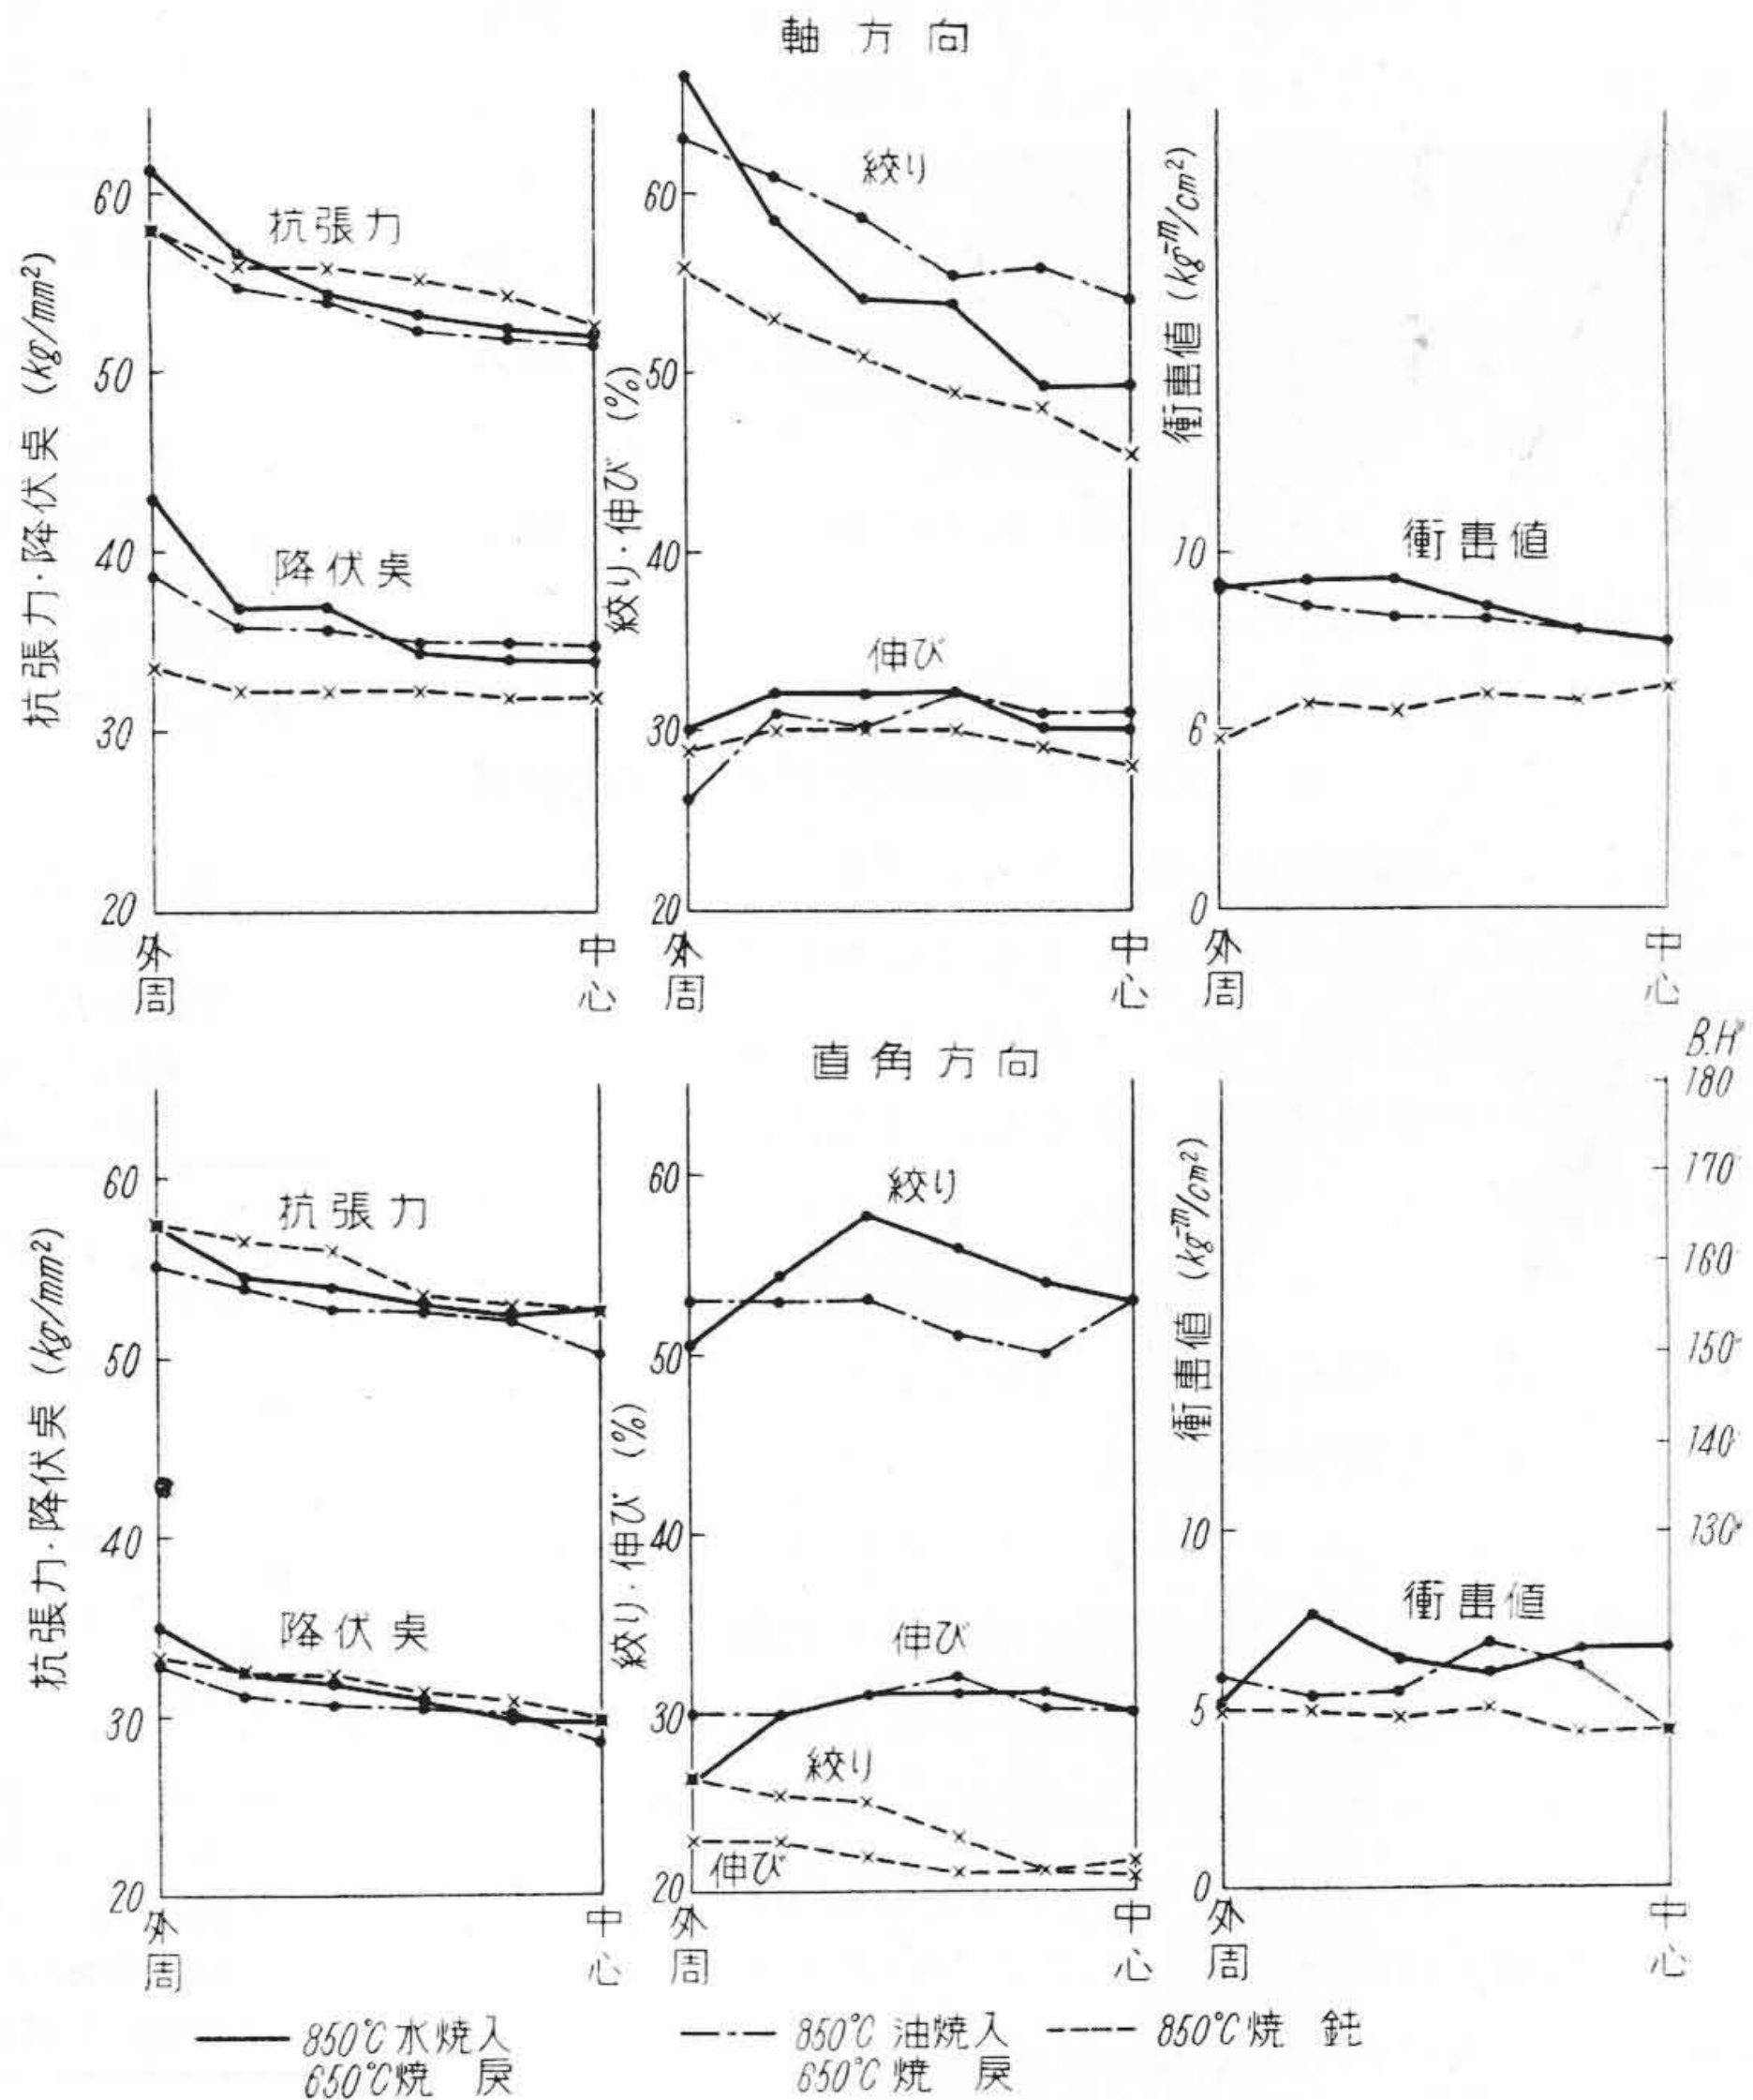 軸方向
抗張力・降伏点 (kg/mm²)
60
50
40
30
20
抗張力
降伏点
外周
中心
絞り・伸び (%)
60
50
40
30
20
絞り
伸び
外周
中心
衝撃値 (kg-m/cm²)
10
6
0
衝撃値
外周
中心
直角方向
抗張力・降伏点 (kg/mm²)
60
50
40
30
20
抗張力
降伏点
外周
中心
絞り・伸び (%)
60
50
40
30
20
絞り
伸び
絞り
伸び
外周
中心
衝撃値 (kg-m/cm²)
10
5
0
衝撃値
外周
中心
B.H
180
170
160
150
140
130
850℃水焼入
650℃焼 戻
850℃油焼入
650℃焼 戻
850℃焼 鈍